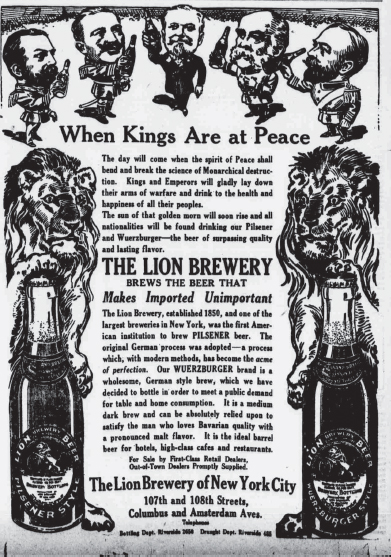 When Kings Are at Peace
The day will come when the spirit of Peace shall
bend and break the science of Monarchical destruc-
tion. Kings and Emperors will gladly lay down
their arms of warfare and drink to the health and
happiness of all their peoples.
The sun of that golden morn will soon rise and all
nationalities will be found drinking our Pilsener
and Wuerzburger—the beer of surpassing quality
and lasting flavor.
THE LION BREWERY
BREWS THE BEER THAT
Makes Imported Unimportant
The Lion Brewery, established 1850, and one of the
largest breweries in New York, was the first Amer-
ican institution to brew PILSENER beer. The
original German process was adopted—a process
which, with modern methods, has become the acme
of perfection. Our WUERZBURGER brand is a
wholesome, German style brew, which we have
decided to bottle in order to meet a public demand
for table and home consumption. It is a medium
dark brew and can be absolutely relied upon to
satisfy the man who loves Bavarian quality with
a pronounced malt flavor. It is the ideal barrel
beer for hotels, high-class cafes and restaurants.
For Sale by First-Class Retail Dealers,
Out-of-Town Dealers Promptly Supplied.
The Lion Brewery of New York City
107th and 108th Streets,
Columbus and Amsterdam Aves.
Telephones
Bottling Dept. Riverside Draught Dept. Riverside
LION BEER
LION BEER